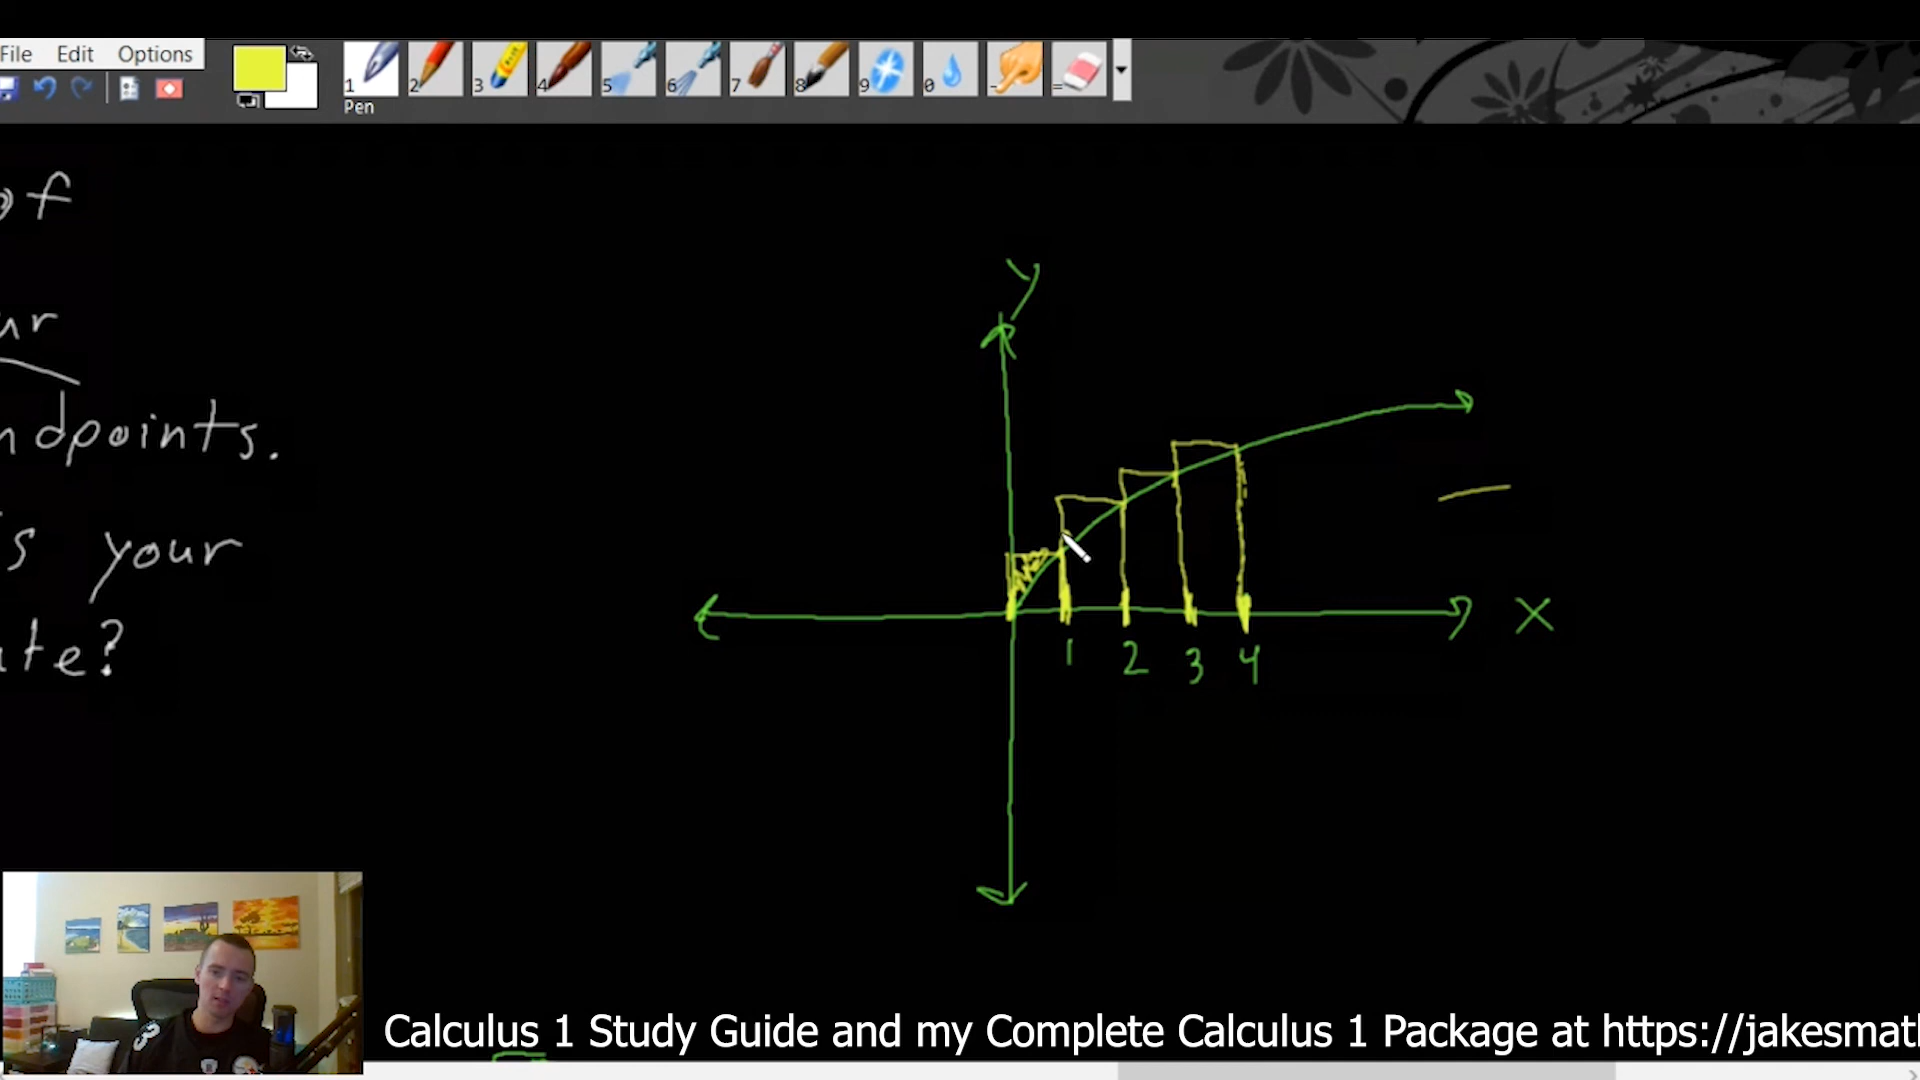 File Edit Options
1 2 3 4 5 6 7 8 9 0 - =
Pen
of
ur
ndpoints.
s your
ate?
y
x
1 2 3 4
Calculus 1 Study Guide and my Complete Calculus 1 Package at https://jakesmat